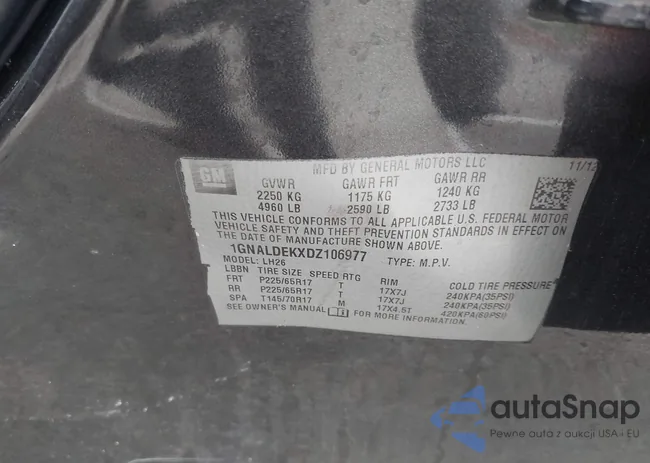 GM
MFD BY GENERAL MOTORS LLC
11/12
GVWR GAWR FRT GAWR RR
2250 KG 1175 KG 1240 KG
4960 LB 2590 LB 2733 LB
THIS VEHICLE CONFORMS TO ALL APPLICABLE U.S. FEDERAL MOTOR
VEHICLE SAFETY AND THEFT PREVENTION STANDARDS IN EFFECT ON
THE DATE OF MANUFACTURE SHOWN ABOVE.
1GNALDEKXDZ106977 TYPE: M.P.V.
MODEL: LH26
LBBN TIRE SIZE SPEED RTG RIM COLD TIRE PRESSURE
FRT P225/65R17 T 17X7J 240KPA(35PSI)
RR P225/65R17 T 17X7J 240KPA(35PSI)
SPA T145/70R17 M 17X4.5T 420KPA(60PSI)
SEE OWNER'S MANUAL FOR MORE INFORMATION.
autaSnap
Pewne auta z aukcji USA i EU